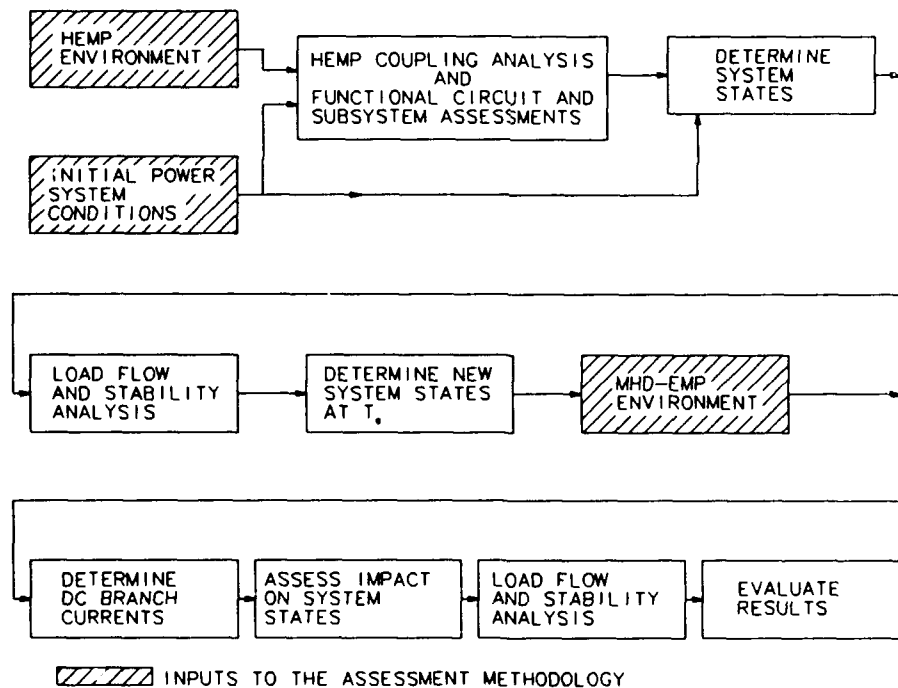 HEMP
ENVIRONMENT
HEMP COUPLING ANALYSIS
AND
FUNCTIONAL CIRCUIT AND
SUBSYSTEM ASSESSMENTS
DETERMINE
SYSTEM
STATES
INITIAL POWER
SYSTEM
CONDITIONS
LOAD FLOW
AND STABILITY
ANALYSIS
DETERMINE NEW
SYSTEM STATES
AT T.
MHD-EMP
ENVIRONMENT
DETERMINE
DC BRANCH
CURRENTS
ASSESS IMPACT
ON SYSTEM
STATES
LOAD FLOW
AND STABILITY
ANALYSIS
EVALUATE
RESULTS
INPUTS TO THE ASSESSMENT METHODOLOGY